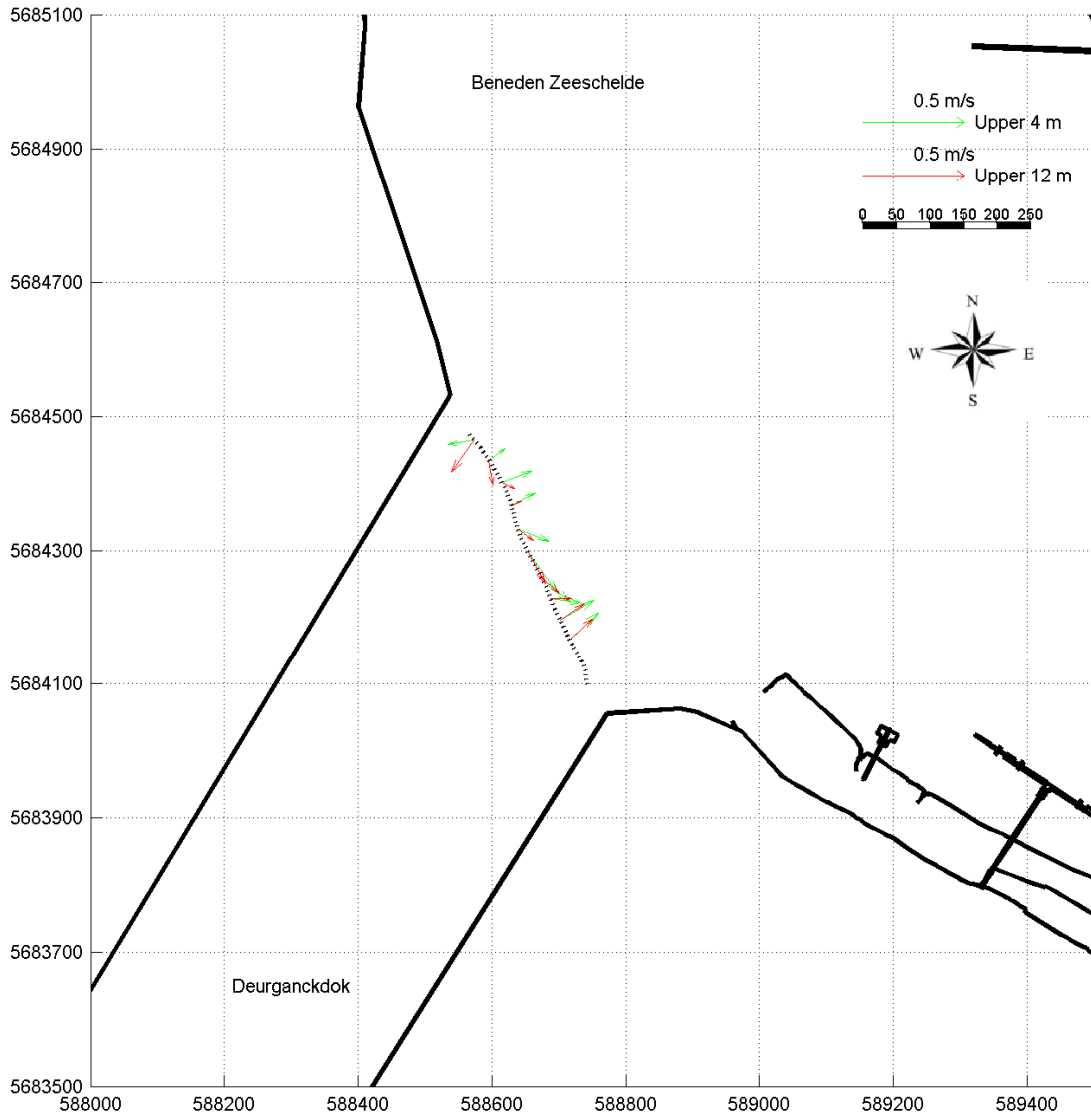 5685100
Beneden Zeeschelde
0.5 m/s
Upper 4 m
5684900
0.5 m/s
Upper 12 m
0 50 100 150 200 250
5684700
N
W E
S
5684500
5684300
5684100
5683900
5683700
Deurganckdok
5683500
588000 588200 588400 588600 588800 589000 589200 589400